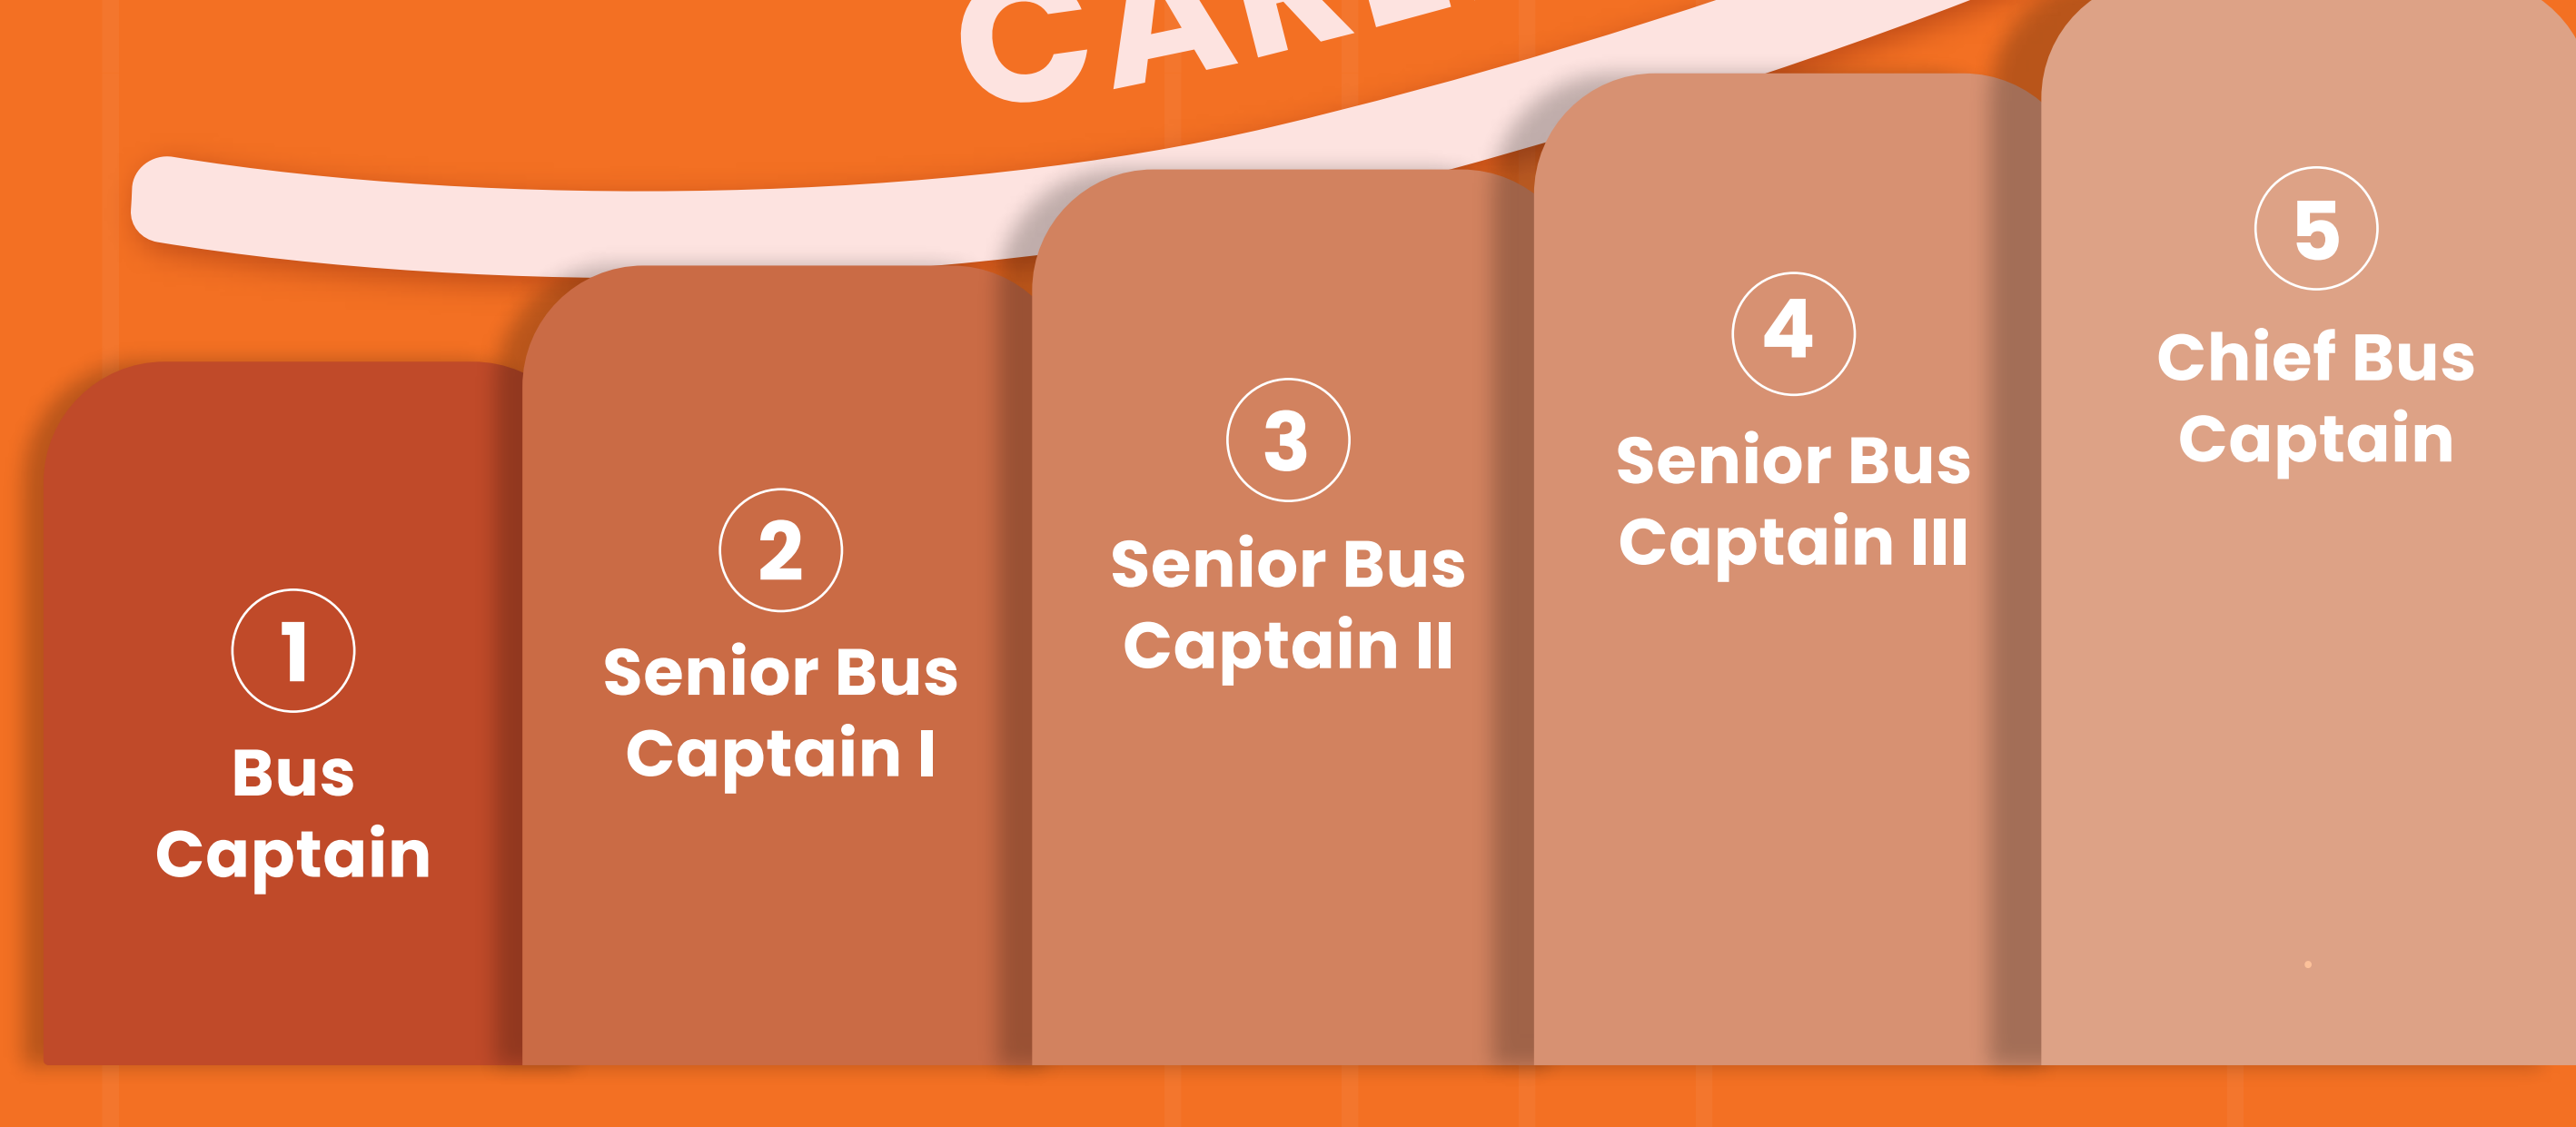 1
Bus
Captain
2
Senior Bus
Captain I
3
Senior Bus
Captain II
4
Senior Bus
Captain III
5
Chief Bus
Captain